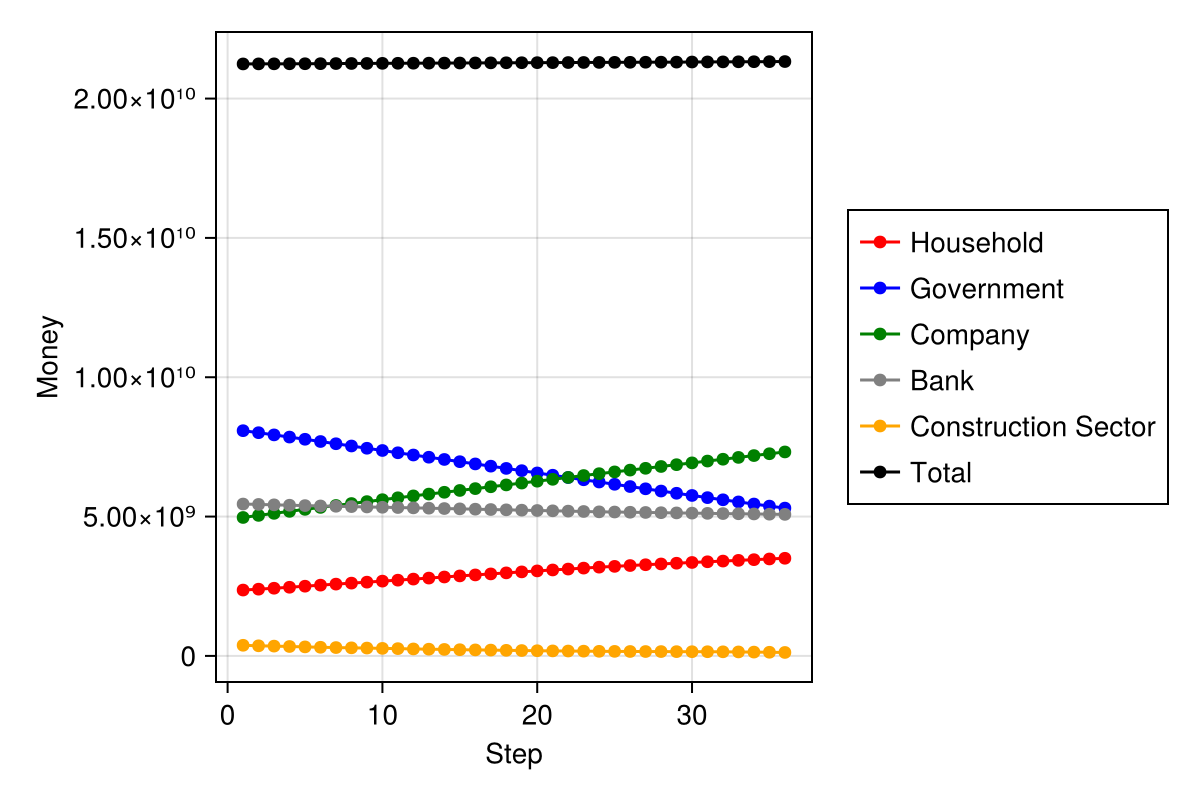 2.00×10¹⁰
1.50×10¹⁰
1.00×10¹⁰
5.00×10⁹
0
Money
0 10 20 30
Step
Household
Government
Company
Bank
Construction Sector
Total